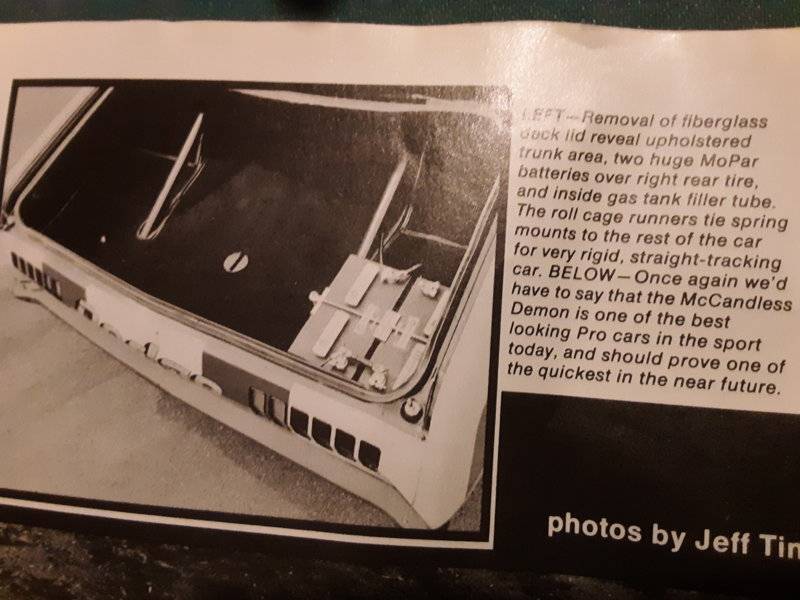 LEFT—Removal of fiberglass
deck lid reveal upholstered
trunk area, two huge MoPar
batteries over right rear tire,
and inside gas tank filler tube.
The roll cage runners tie spring
mounts to the rest of the car
for very rigid, straight-tracking
car. BELOW—Once again we'd
have to say that the McCandless
Demon is one of the best
looking Pro cars in the sport
today, and should prove one of
the quickest in the near future.
photos by Jeff Tin